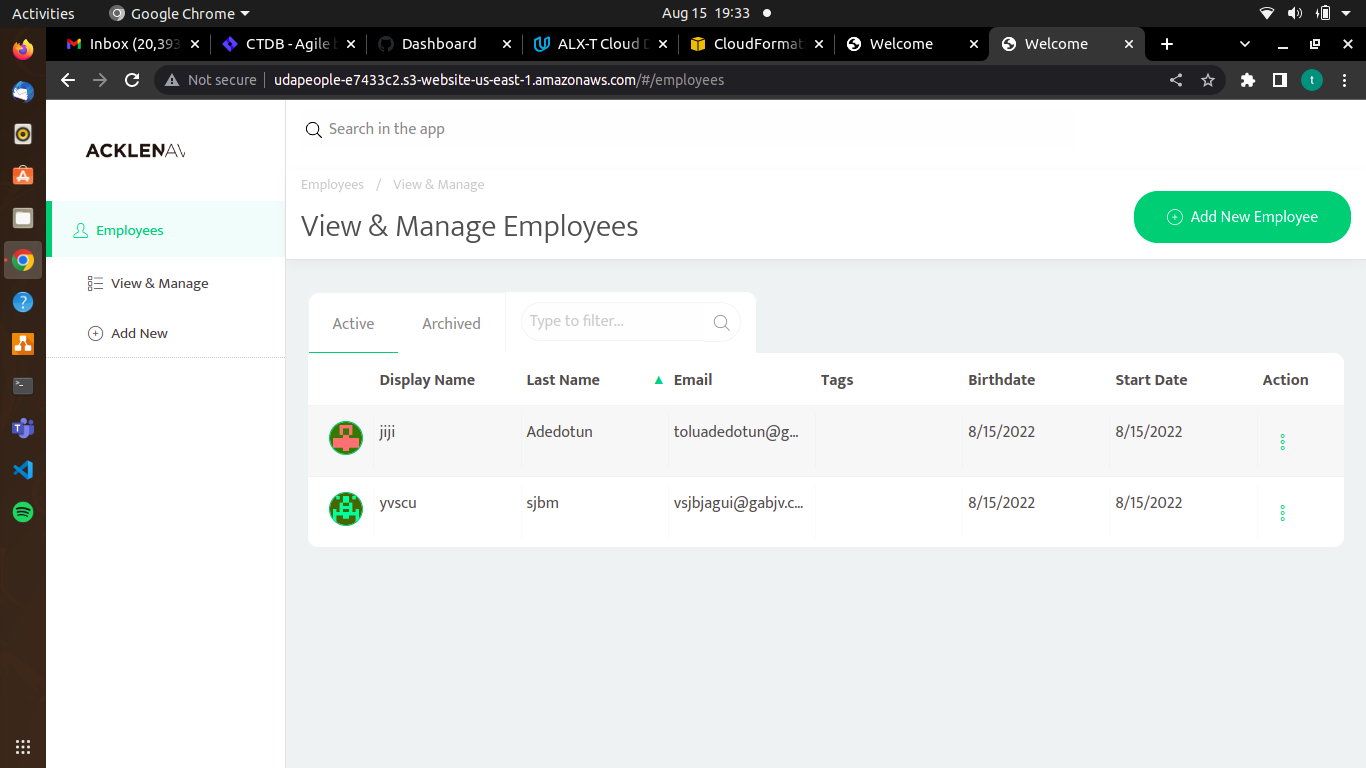 Activities Google Chrome Aug 15 19:33
Inbox (20,393 CTDB - Agile Dashboard ALX-T Cloud CloudFormat Welcome Welcome
Not secure udapeople-e7433c2.s3-website-us-east-1.amazonaws.com/#/employees t
ACKLENAV
Search in the app
Employees / View & Manage
View & Manage Employees
Add New Employee
Employees
View & Manage
Add New
Active Archived Type to filter...
Display Name Last Name Email Tags Birthdate Start Date Action
jiji Adedotun toluadedotun@g... 8/15/2022 8/15/2022
yvscu sjbm vsjbjagui@gabjv.c... 8/15/2022 8/15/2022